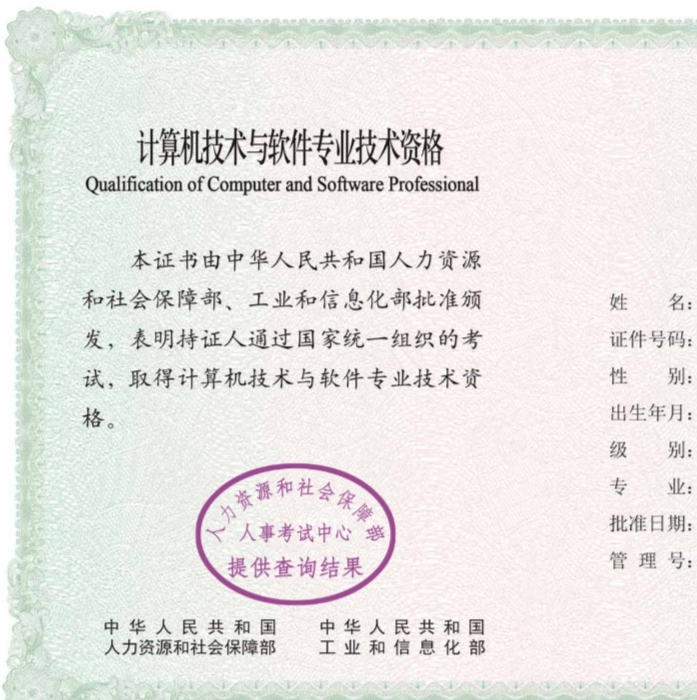 计算机技术与软件专业技术资格
Qualification of Computer and Software Professional
本证书由中华人民共和国人力资源
和社会保障部、工业和信息化部批准颁
发，表明持证人通过国家统一组织的考
试，取得计算机技术与软件专业技术资
格。
人力资源和社会保障部
人事考试中心
提供查询结果
中华人民共和国
人力资源和社会保障部
中华人民共和国
工业和信息化部
姓 名：
证件号码：
性 别：
出生年月：
级 别：
专 业：
批准日期：
管 理 号：